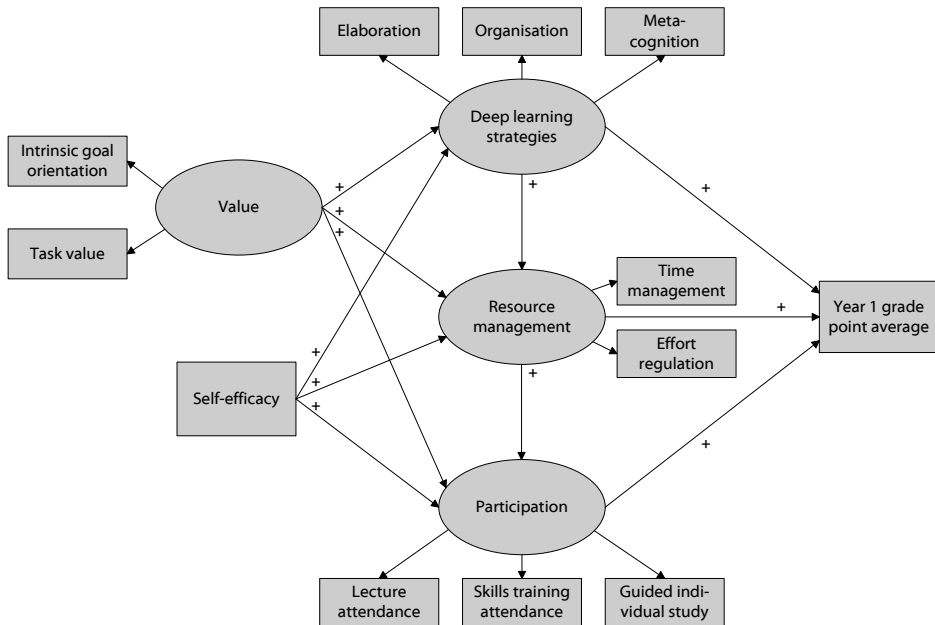 Elaboration
Organisation
Meta-
cognition
Deep learning
strategies
Intrinsic goal
orientation
Value
Task value
+
+
+
+
+
Time
management
Resource
management
+
Year 1 grade
point average
Effort
regulation
Self-efficacy
+
+
+
+
+
Participation
Lecture
attendance
Skills training
attendance
Guided indi-
vidual study